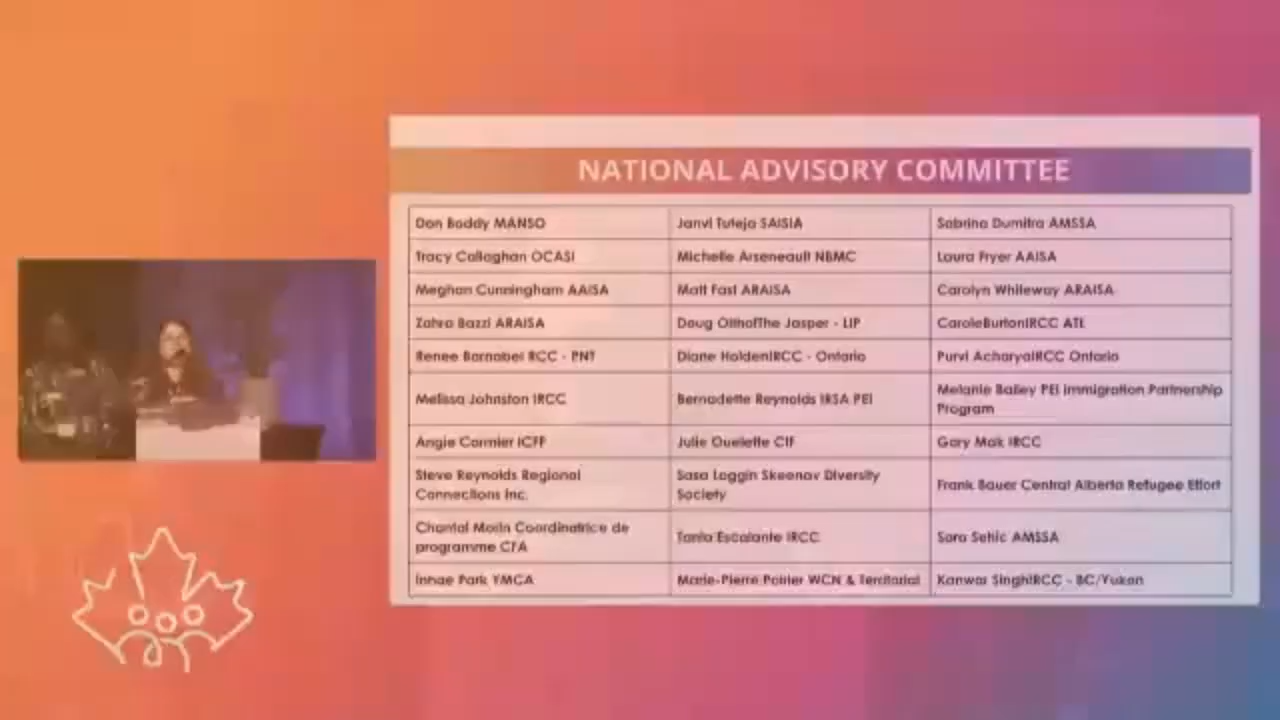 NATIONAL ADVISORY COMMITTEE
Don Boddy MANSO
Janvi Tuteja SAISIA
Sabrina Dumitra AMSSA
Tracy Callaghan OCASI
Michelle Arseneault NBMC
Laura Fryer AAISA
Meghan Cunningham AAISA
Matt Fast ARAISA
Carolyn Whiteway ARAISA
Zahra Bazzi ARAISA
Doug OlthofThe Jasper - LIP
CaroleBurtonIRCC ATL
Renee Barnabel RCC - PNT
Diane HoldenIRCC - Ontario
Purvi AcharyaIRCC Ontario
Melissa Johnston IRCC
Bernadette Reynolds IRSA PEI
Melanie Bailey PEI Immigration Partnership
Program
Angie Cormier ICFF
Julie Ouelette CIF
Gary Mak IRCC
Steve Reynolds Regional
Connections Inc.
Sasa Loggin Skeenav Diversity
Society
Frank Bauer Central Alberta Refugee Effort
Chantal Morin Coordinatrice de
programme CFA
Tania Escalante IRCC
Sara Sehic AMSSA
Inhae Park YMCA
Marie-Pierre Poirier WCN & Territorial
Kanwar SinghIRCC - BC/Yukon